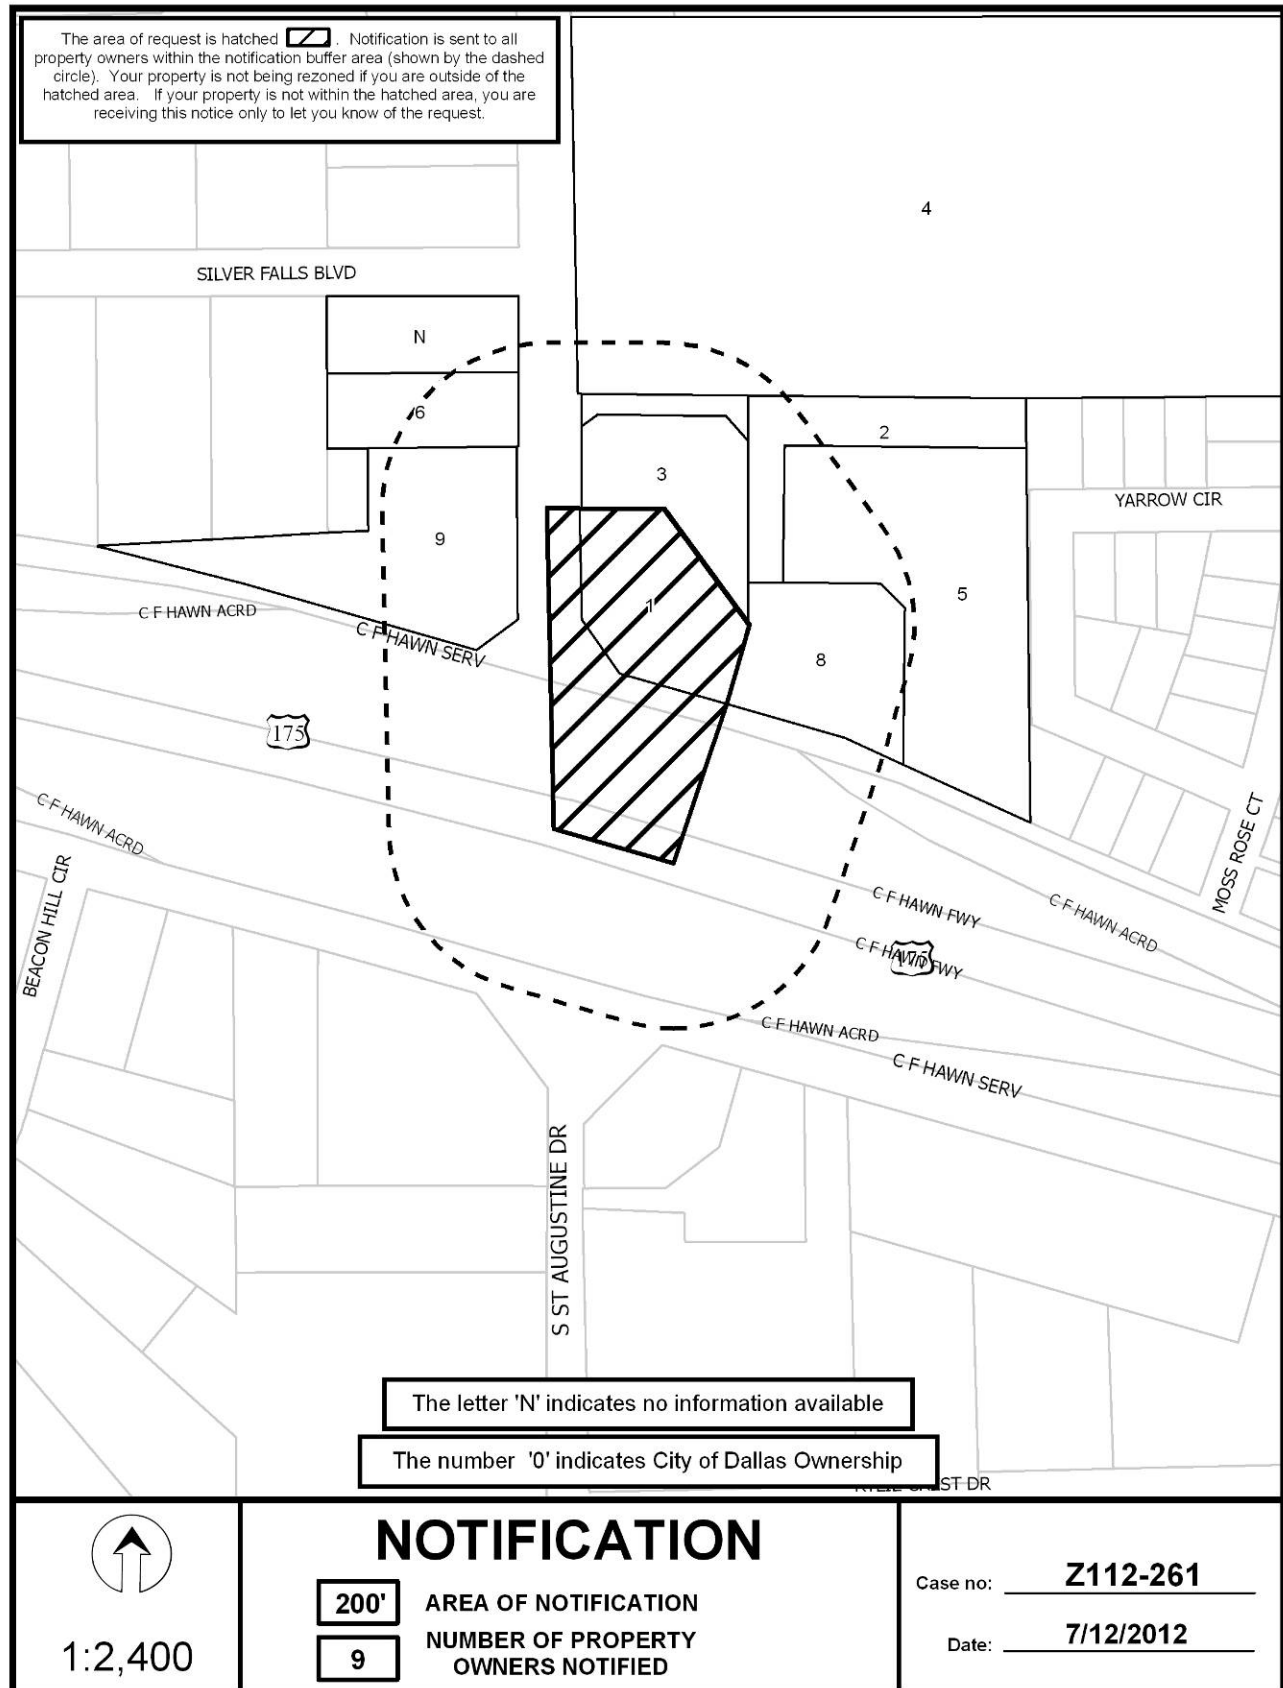 The area of request is hatched . Notification is sent to all
property owners within the notification buffer area (shown by the dashed
circle). Your property is not being rezoned if you are outside of the
hatched area. If your property is not within the hatched area, you are
receiving this notice only to let you know of the request.
4
SILVER FALLS BLVD
N
6
2
3
YARROW CIR
9
5
1
C F HAWN ACRD
C F HAWN SERV
8
175
C F HAWN ACRD
MOSS ROSE CT
BEACON HILL CIR
C F HAWN FWY
C F HAWN ACRD
C F HAWN FWY
175
C F HAWN ACRD
C F HAWN SERV
S ST AUGUSTINE DR
The letter 'N' indicates no information available
The number '0' indicates City of Dallas Ownership
DR
NOTIFICATION
200' AREA OF NOTIFICATION
9 NUMBER OF PROPERTY
OWNERS NOTIFIED
1:2,400
Case no: Z112-261
Date: 7/12/2012